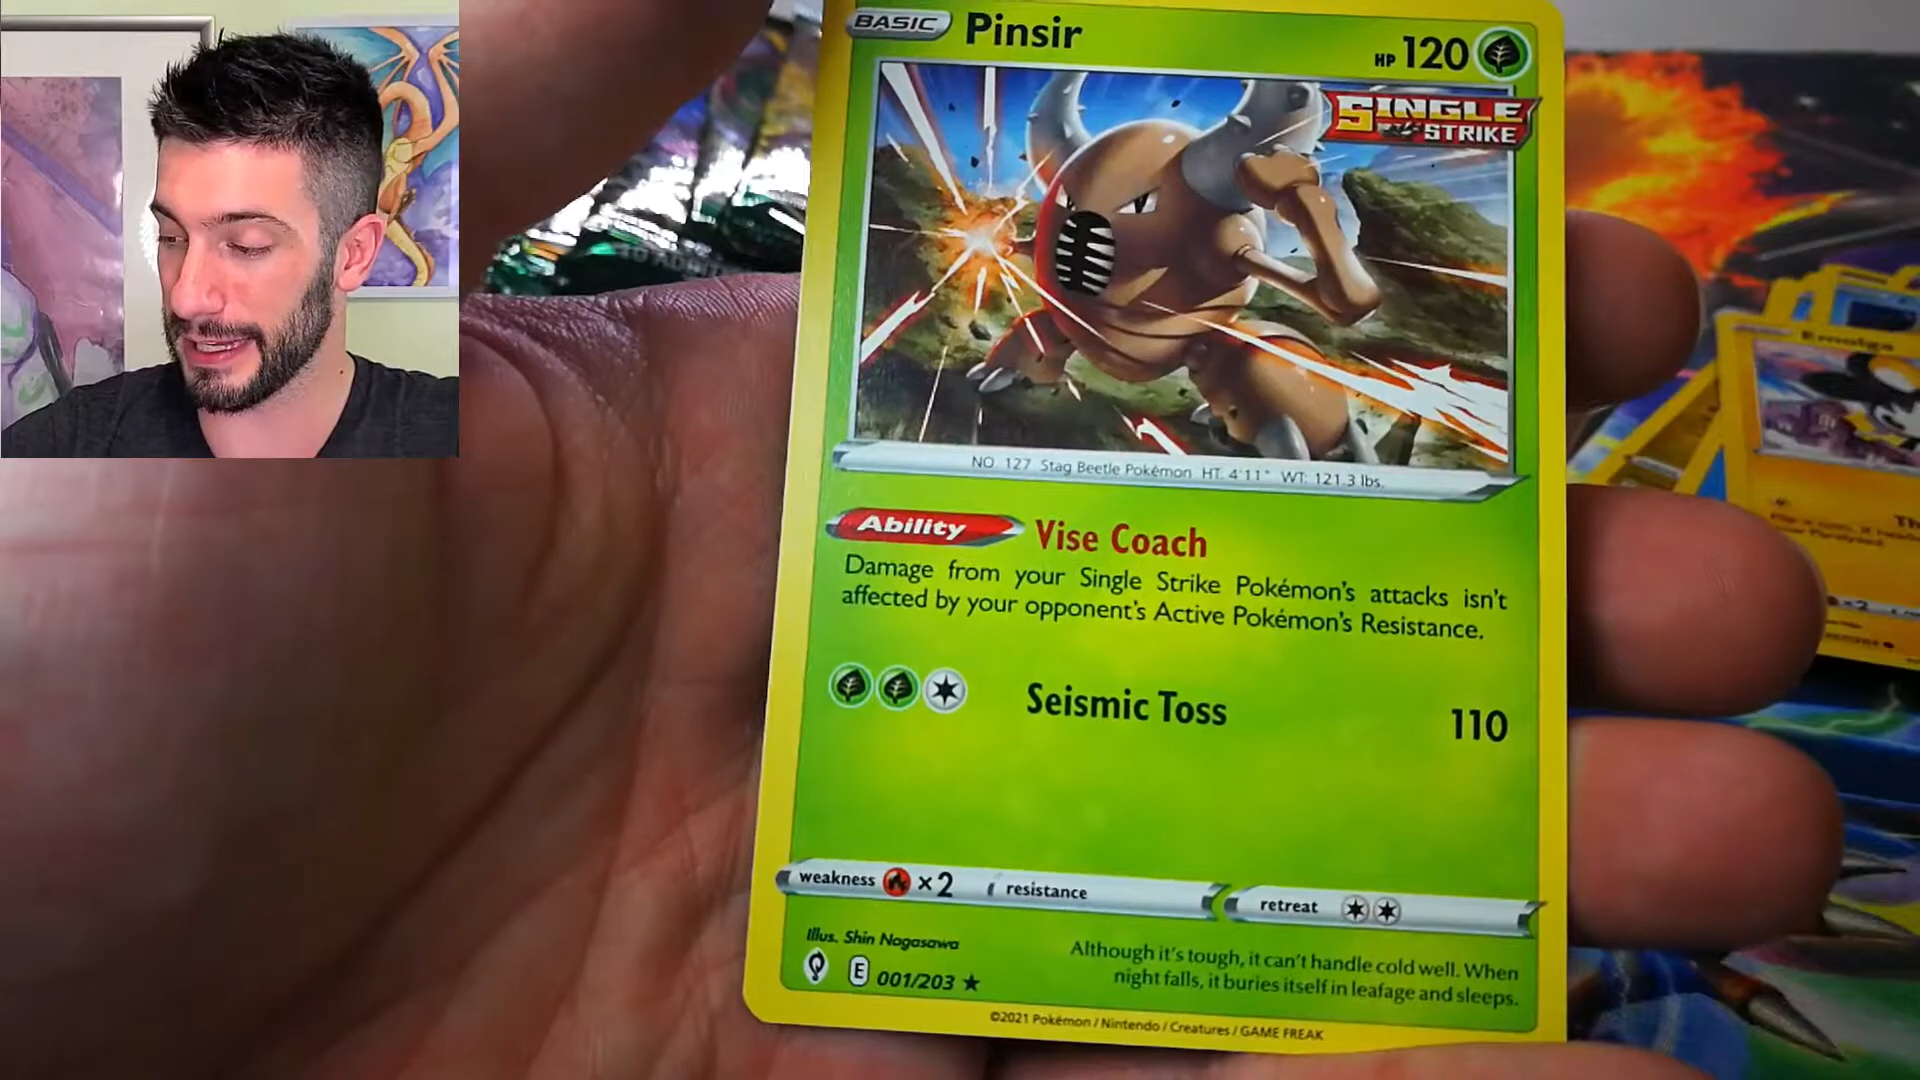 BASIC Pinsir HP 120
SINGLE
STRIKE
NO. 127 Stag Beetle Pokémon HT: 4'11" WT: 121.3 lbs.
Ability Vise Coach
Damage from your Single Strike Pokémon's attacks isn't
affected by your opponent's Active Pokémon's Resistance.
Seismic Toss 110
weakness ×2 resistance retreat
Illus. Shin Nagasawa
E 001/203 ★
Although it's tough, it can't handle cold well. When
night falls, it buries itself in leafage and sleeps.
©2021 Pokémon / Nintendo / Creatures / GAME FREAK
Emolga
×2